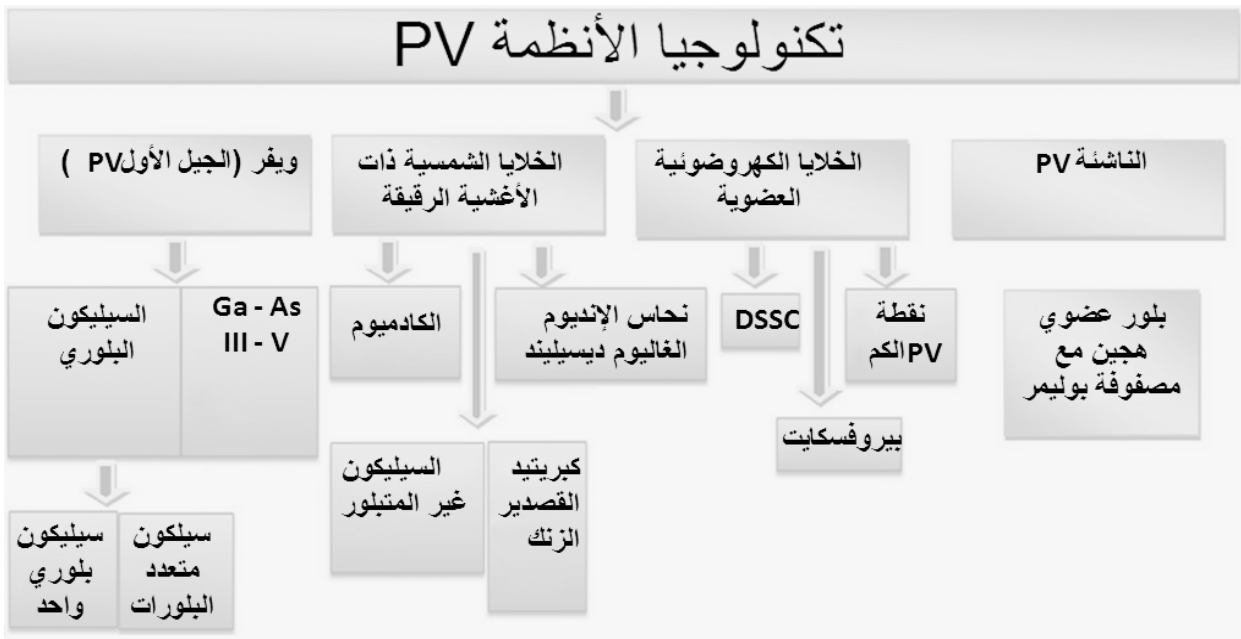 تكنولوجيا الأنظمة PV
ويفر (الجيل الأولPV )
الخلايا الشمسية ذات
الأغشية الرقيقة
الخلايا الكهروضوئية
العضوية
الناشئة PV
السيليكون
البلوري
Ga - As
III - V
الكادميوم
نحاس الإنديوم
الغاليوم ديسيليند
DSSC
نقطة
الكمPV
بلور عضوي
هجين مع
مصفوفة بوليمر
بيروفسكايت
السيليكون
غير المتبلور
كبريتيد
القصدير
الزنك
سيليكون
بلوري
واحد
سيلكون
متعدد
البلورات